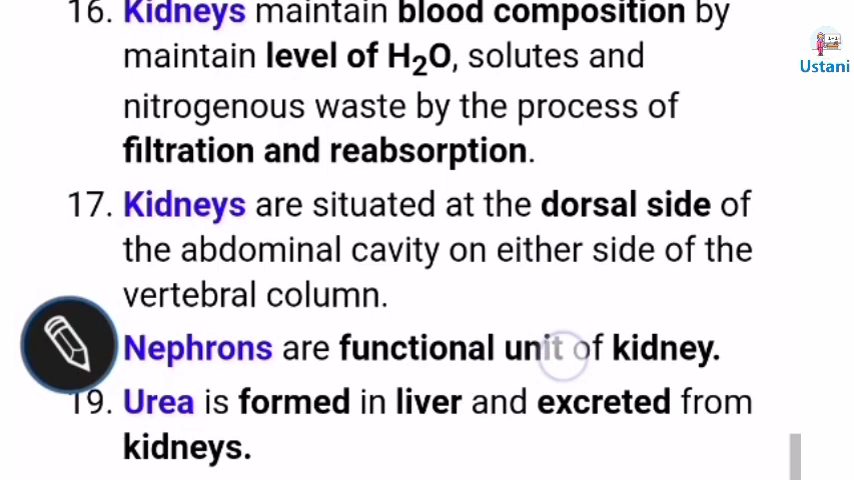 16. Kidneys maintain blood composition by
maintain level of H₂O, solutes and
nitrogenous waste by the process of
filtration and reabsorption.
17. Kidneys are situated at the dorsal side of
the abdominal cavity on either side of the
vertebral column.
Nephrons are functional unit of kidney.
19. Urea is formed in liver and excreted from
kidneys.
Ustani